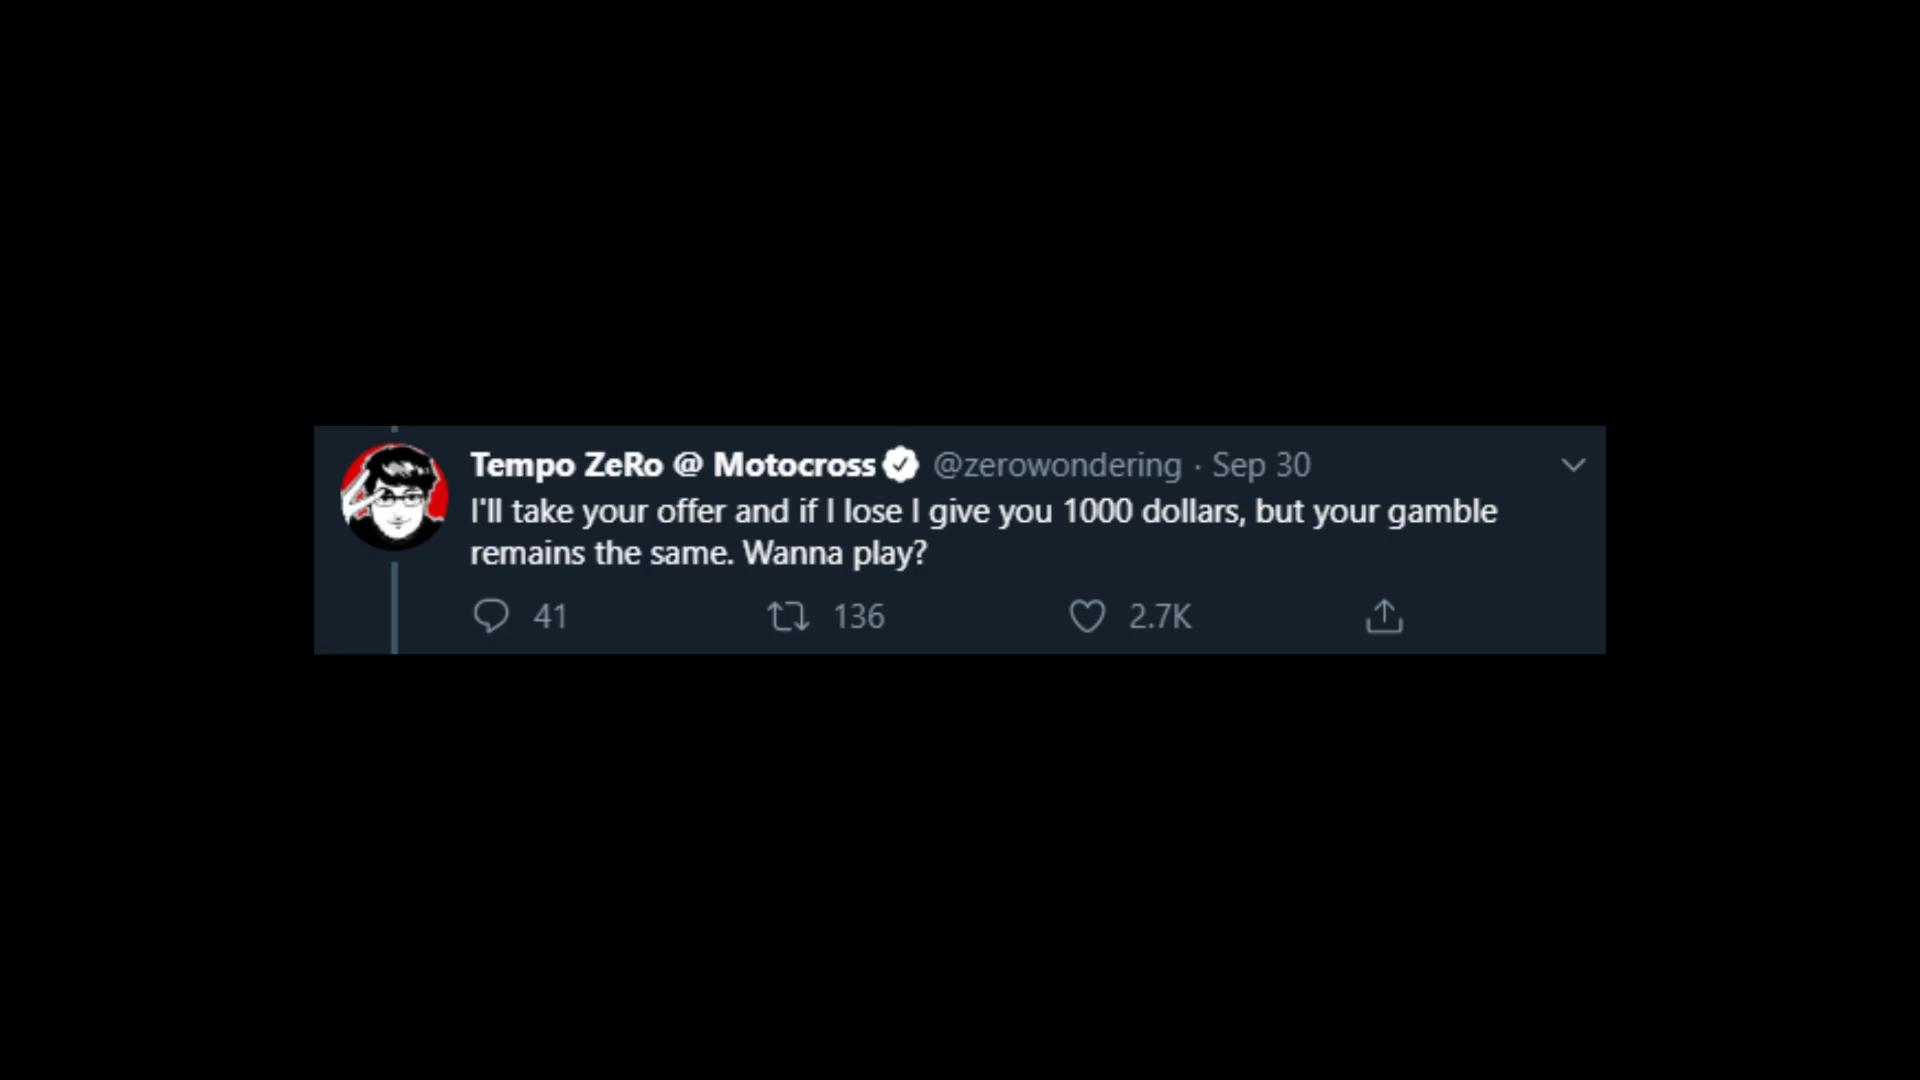 Tempo ZeRo @ Motocross @zerowondering · Sep 30
I'll take your offer and if I lose I give you 1000 dollars, but your gamble
remains the same. Wanna play?
41 136 2.7K